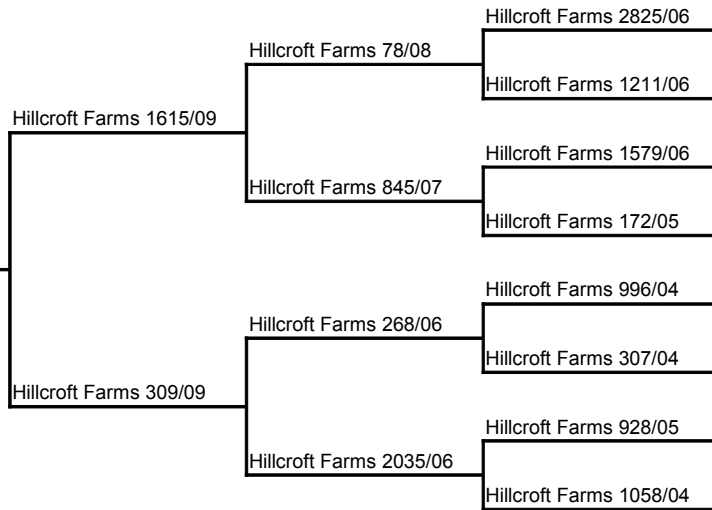 Hillcroft Farms 2825/06
Hillcroft Farms 78/08
Hillcroft Farms 1211/06
Hillcroft Farms 1615/09
Hillcroft Farms 1579/06
Hillcroft Farms 845/07
Hillcroft Farms 172/05
Hillcroft Farms 996/04
Hillcroft Farms 268/06
Hillcroft Farms 307/04
Hillcroft Farms 309/09
Hillcroft Farms 928/05
Hillcroft Farms 2035/06
Hillcroft Farms 1058/04